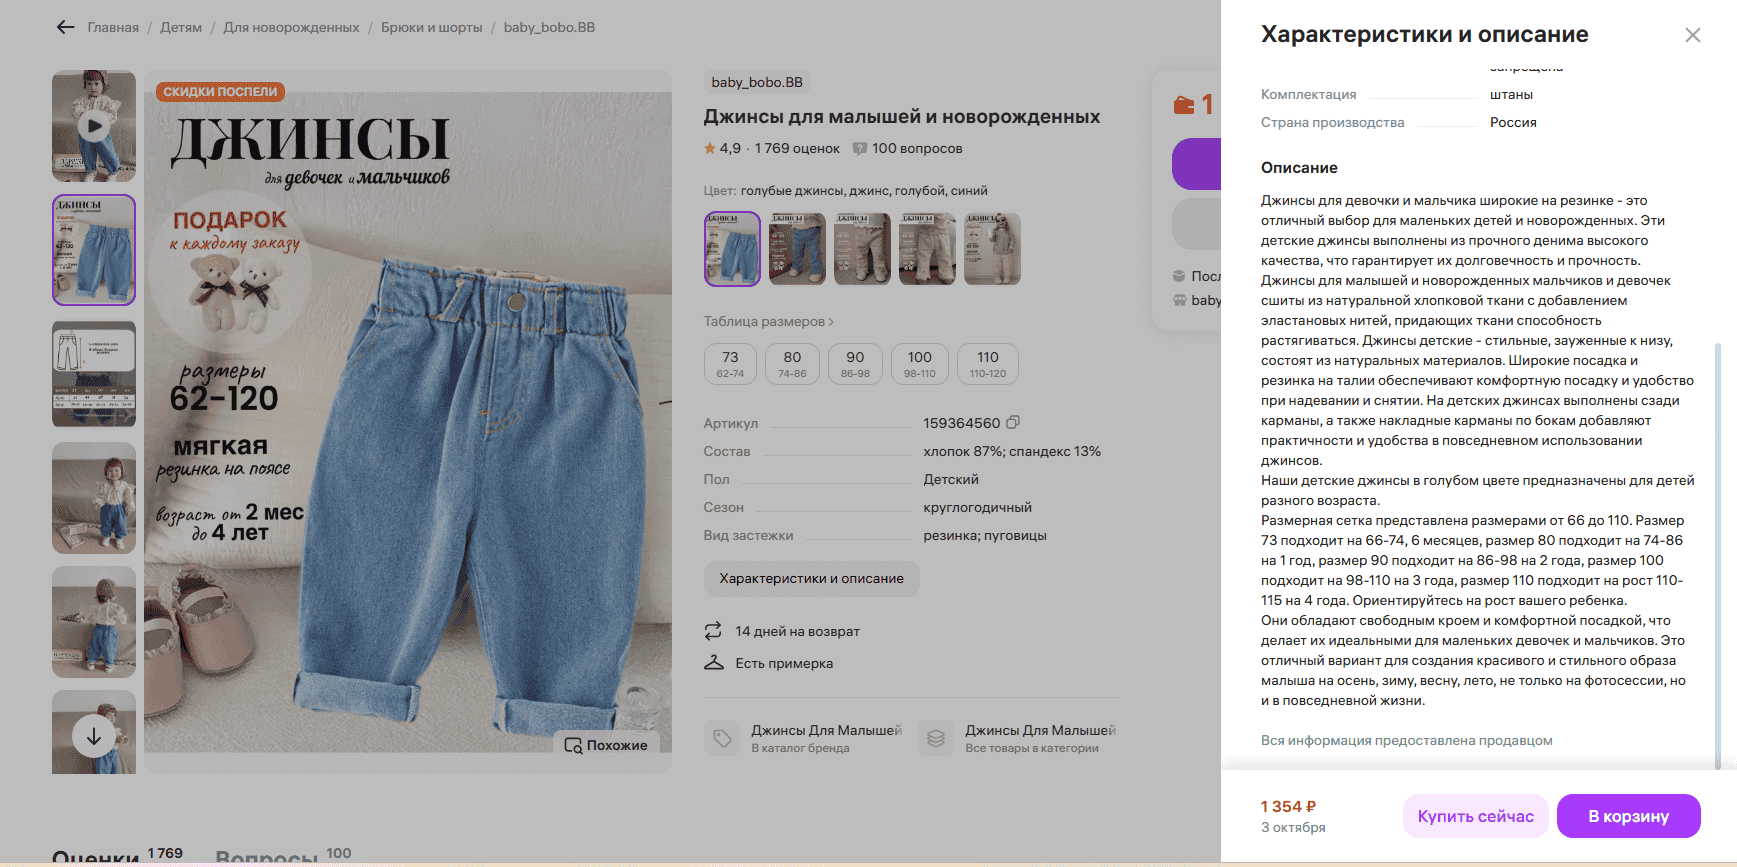 Главная / Детям / Для новорожденных / Брюки и шорты / baby_bobo.BB
СКИДКИ ПОСПЕЛИ
ДЖИНСЫ
для девочек и мальчиков
ПОДАРОК
к каждому заказу
размеры
62-120
мягкая
резинка на поясе
возраст от 2 мес
до 4 лет
Похожие
baby_bobo.BB
Джинсы для малышей и новорожденных
4,9 · 1 769 оценок 100 вопросов
Цвет: голубые джинсы, джинс, голубой, синий
Таблица размеров
73 80 90 100 110
62-74 74-86 86-98 98-110 110-120
Артикул 159364560
Состав хлопок 87%; спандекс 13%
Пол Детский
Сезон круглогодичный
Вид застежки резинка; пуговицы
Характеристики и описание
14 дней на возврат
Есть примерка
Джинсы Для Малышей
В каталог бренда
Джинсы Для Малышей
Все товары в категории
1
Посл
baby
Оценки 1 769 Вопросы 100
Характеристики и описание
запрещена
Комплектация штаны
Страна производства Россия
Описание
Джинсы для девочки и мальчика широкие на резинке - это
отличный выбор для маленьких детей и новорожденных. Эти
детские джинсы выполнены из прочного денима высокого
качества, что гарантирует их долговечность и прочность.
Джинсы для малышей и новорожденных мальчиков и девочек
сшиты из натуральной хлопковой ткани с добавлением
эластановых нитей, придающих ткани способность
растягиваться. Джинсы детские - стильные, зауженные к низу,
состоят из натуральных материалов. Широкие посадка и
резинка на талии обеспечивают комфортную посадку и удобство
при надевании и снятии. На детских джинсах выполнены сзади
карманы, а также накладные карманы по бокам добавляют
практичности и удобства в повседневном использовании
джинсов.
Наши детские джинсы в голубом цвете предназначены для детей
разного возраста.
Размерная сетка представлена размерами от 66 до 110. Размер
73 подходит на 66-74, 6 месяцев, размер 80 подходит на 74-86
на 1 год, размер 90 подходит на 86-98 на 2 года, размер 100
подходит на 98-110 на 3 года, размер 110 подходит на рост 110-
115 на 4 года. Ориентируйтесь на рост вашего ребенка.
Они обладают свободным кроем и комфортной посадкой, что
делает их идеальными для маленьких девочек и мальчиков. Это
отличный вариант для создания красивого и стильного образа
малыша на осень, зиму, весну, лето, не только на фотосессии, но
и в повседневной жизни.
Вся информация предоставлена продавцом
1 354 ₽
3 октября
Купить сейчас
В корзину